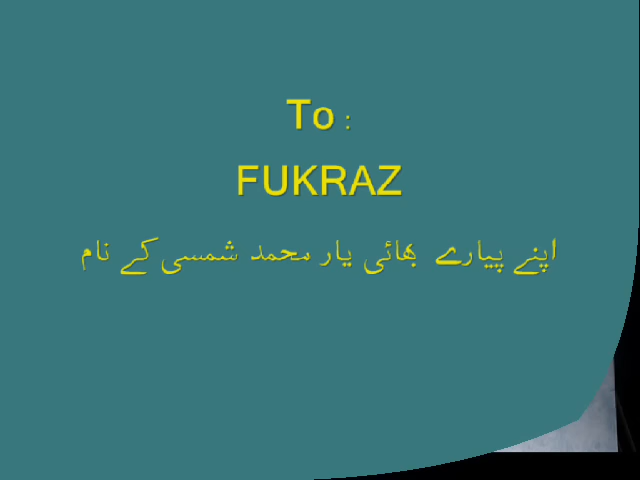 To :
FUKRAZ
اپنے پیارے بھائی یار محمد شمسی کے نام